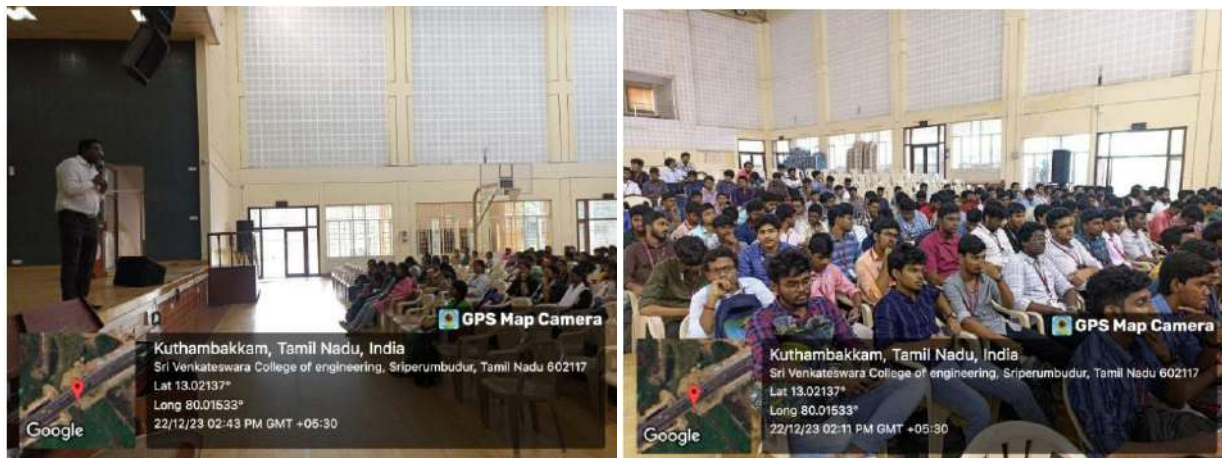 GPS Map Camera
Kuthambakkam, Tamil Nadu, India
Sri Venkateswara College of engineering, Sriperumbudur, Tamil Nadu 602117
Lat 13.02137°
Long 80.01533°
22/12/23 02:43 PM GMT +05:30
Google
GPS Map Camera
Kuthambakkam, Tamil Nadu, India
Sri Venkateswara College of engineering, Sriperumbudur, Tamil Nadu 602117
Lat 13.02137°
Long 80.01533°
22/12/23 02:11 PM GMT +05:30
Google